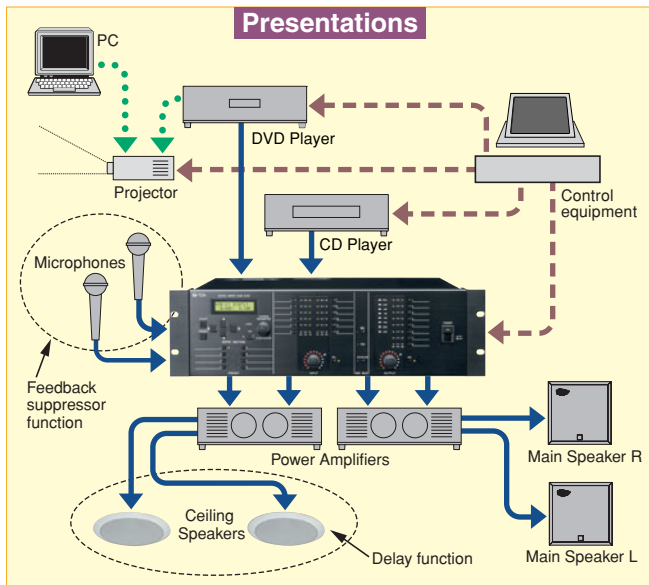 Presentations
PC
DVD Player
Projector
Control
equipment
CD Player
Microphones
Feedback
suppressor
function
Power Amplifiers
Main Speaker R
Ceiling
Speakers
Delay function
Main Speaker L